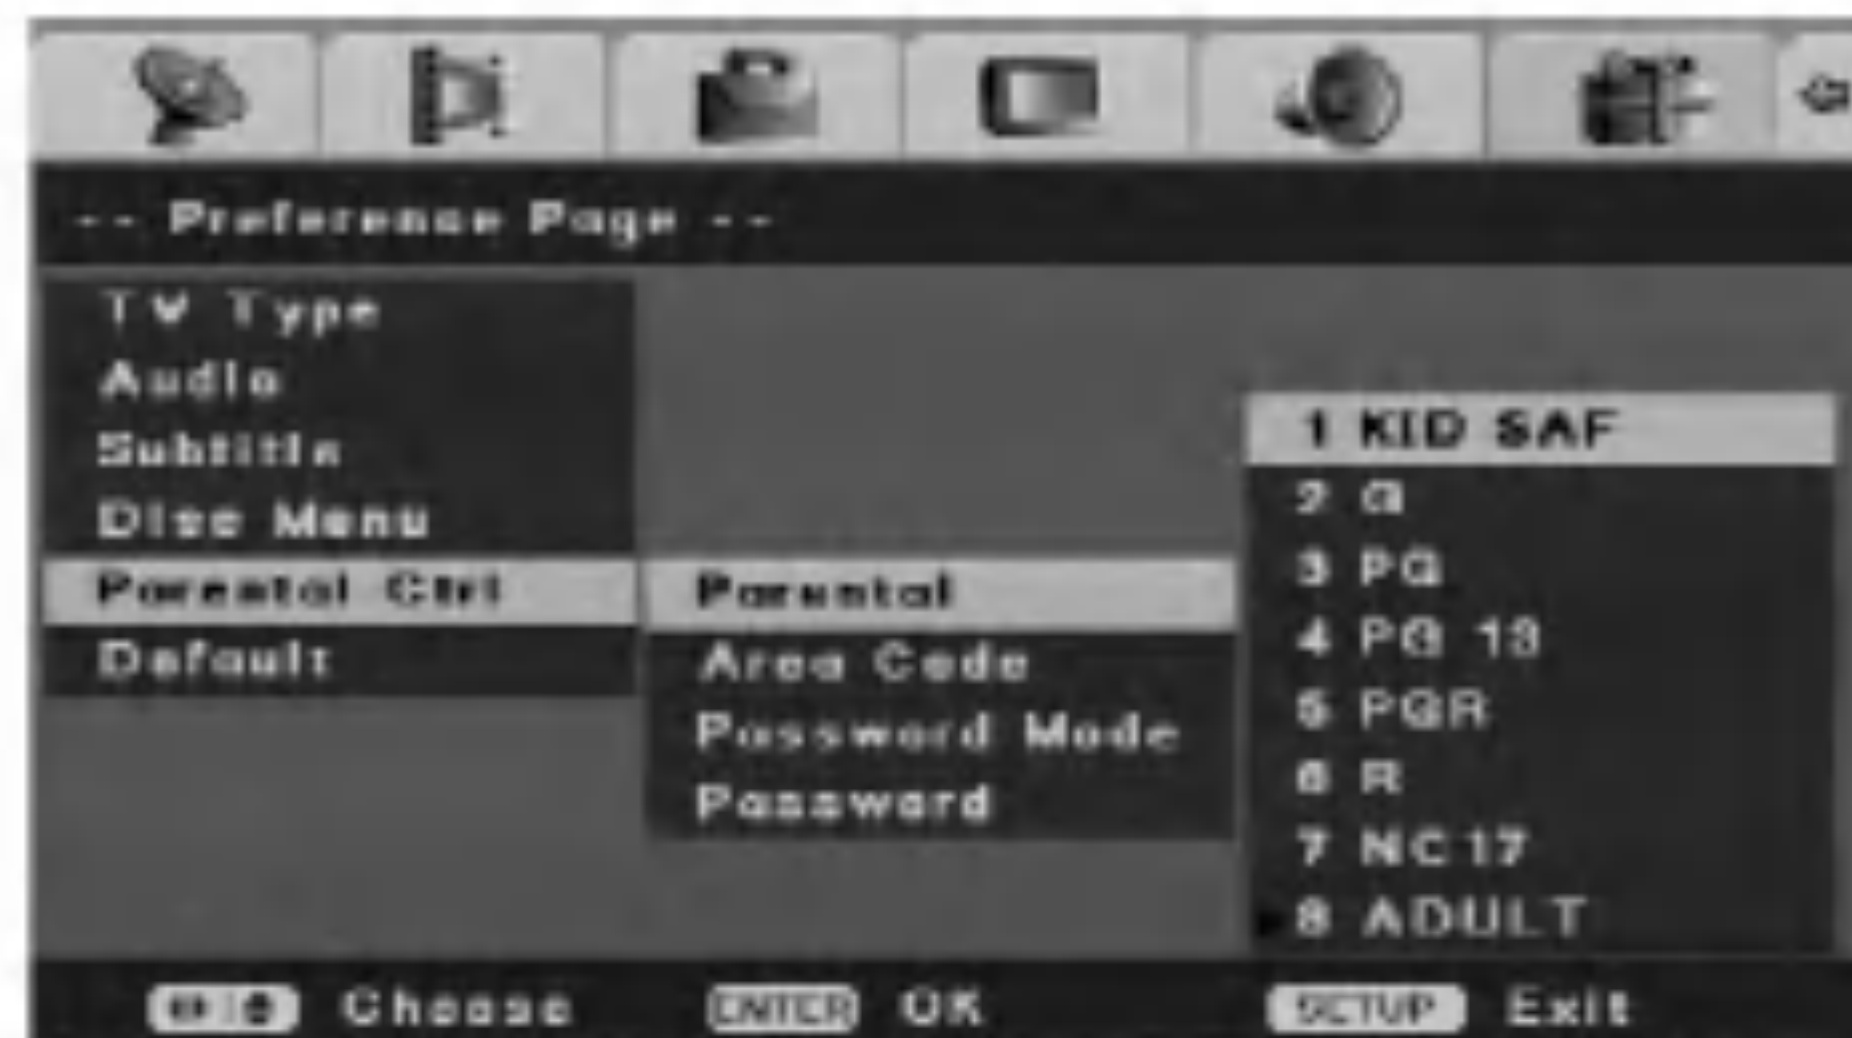 -- Preference Page --
TV Type
Audio
Subtitle
Disc Menu
Parental Ctrl
Default
Parental
Area Code
Password Mode
Password
1 KID SAF
2 G
3 PG
4 PG 13
5 PGR
6 R
7 NC17
8 ADULT
Choose
ENTER OK
SETUP Exit